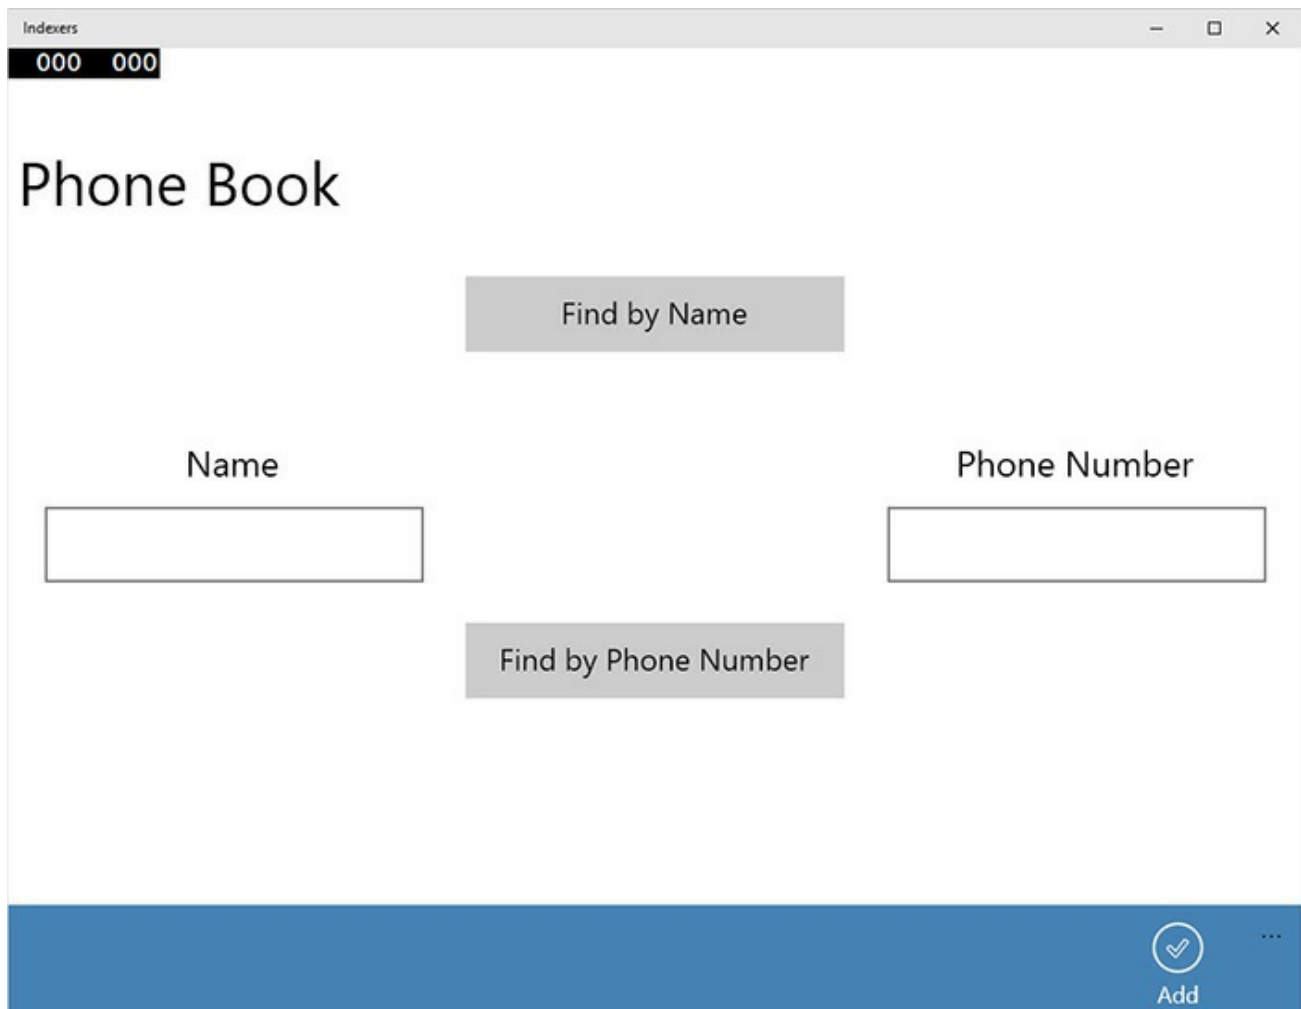 Indexers
000 000
Phone Book
Find by Name
Name
Phone Number
Find by Phone Number
...
Add